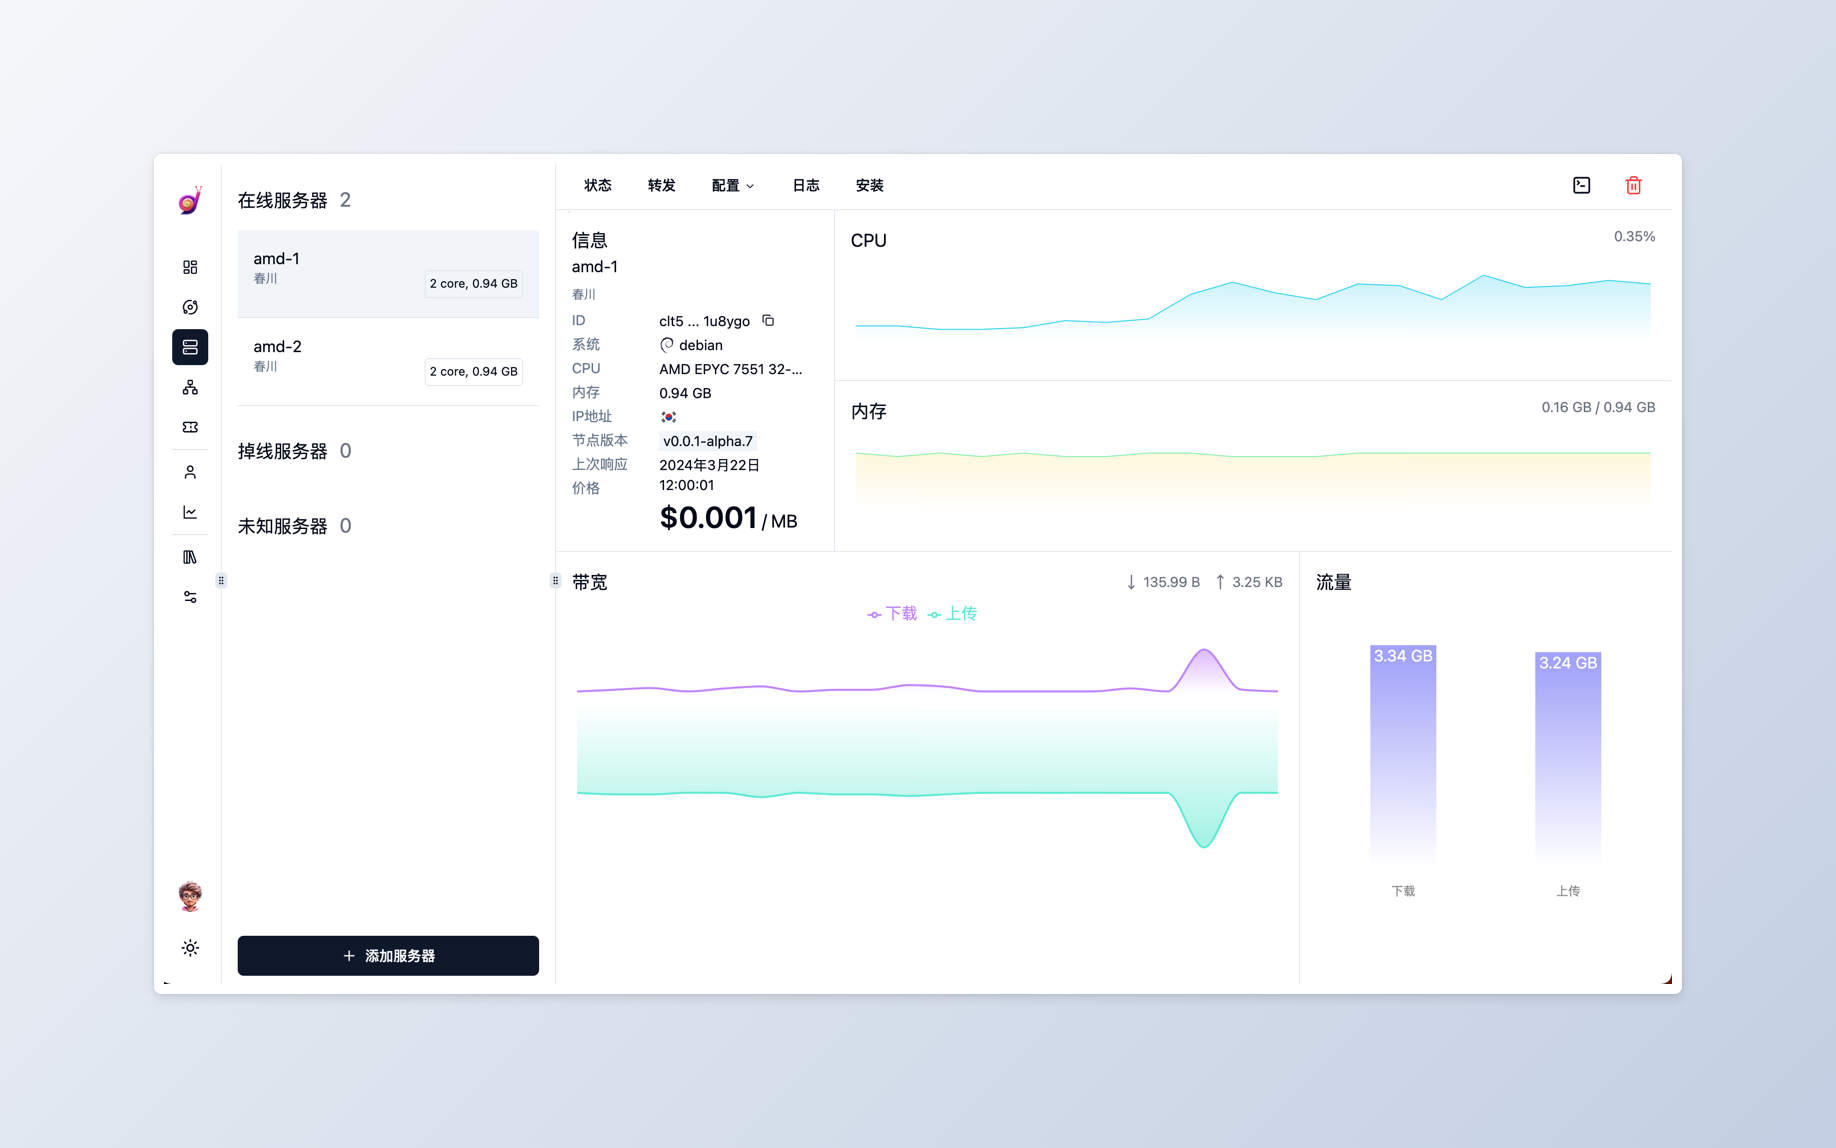 在线服务器 2
amd-1
春川
2 core, 0.94 GB
amd-2
春川
2 core, 0.94 GB
掉线服务器 0
未知服务器 0
添加服务器
状态 转发 配置 日志 安装
信息
amd-1
春川
ID clt5 ... 1u8ygo
系统 debian
CPU AMD EPYC 7551 32-...
内存 0.94 GB
IP地址
节点版本 v0.0.1-alpha.7
上次响应 2024年3月22日
12:00:01
价格 $0.001 / MB
CPU 0.35%
内存 0.16 GB / 0.94 GB
带宽 ↓ 135.99 B ↑ 3.25 KB
下载 上传
流量
3.34 GB 3.24 GB
下载 上传